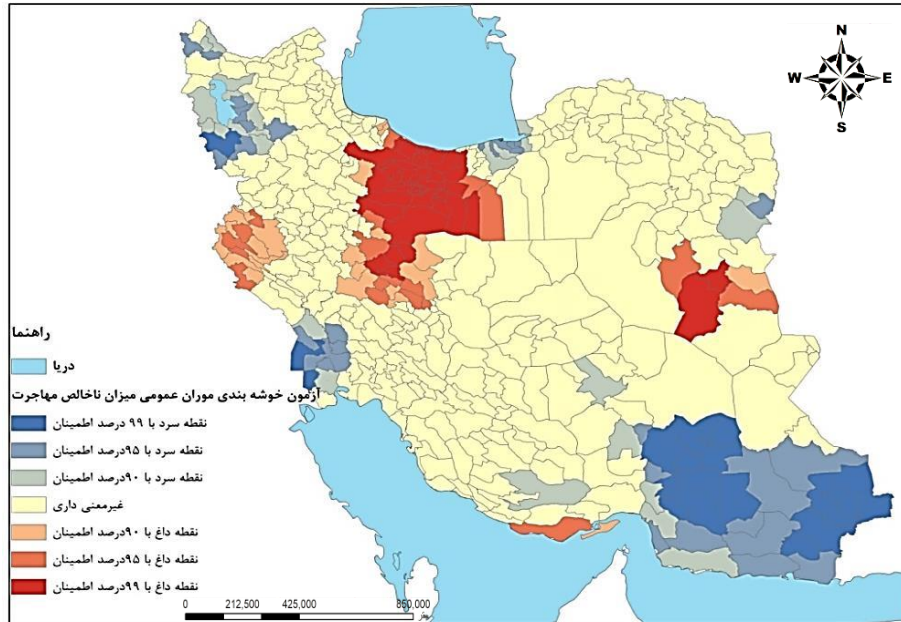 N
W E
S
راهنما
دریا
آزمون خوشه بندی موران عمومی میزان ناخالص مهاجرت
نقطه سرد با ۹۹ درصد اطمینان
نقطه سرد با ۹۵درصد اطمینان
نقطه سرد با ۹۰درصد اطمینان
غیرمعنی داری
نقطه داغ با ۹۰درصد اطمینان
نقطه داغ با ۹۵درصد اطمینان
نقطه داغ با ۹۹درصد اطمینان
0 212,500 425,000 850,000
متر